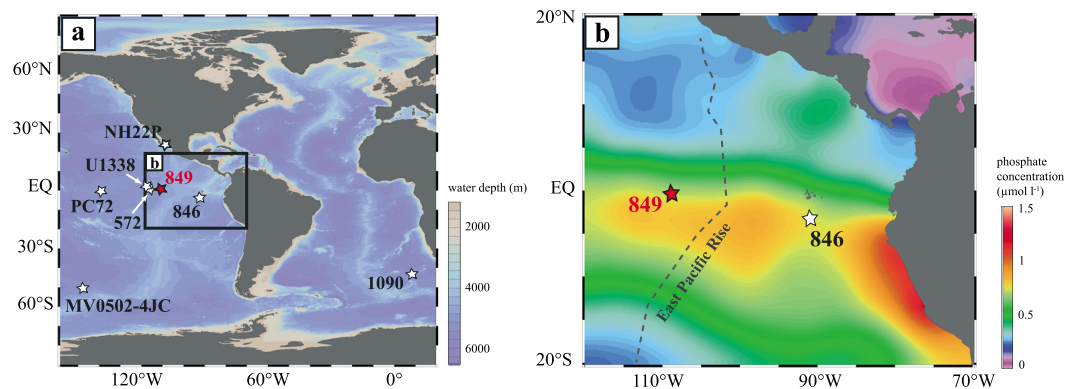 a
60°N
30°N
EQ
30°S
60°S
120°W
60°W
0°
NH22P
U1338
b
849
PC72
572
846
1090
MV0502-4JC
water depth (m)
2000
4000
6000
b
20°N
EQ
20°S
110°W
90°W
70°W
849
846
East Pacific Rise
phosphate
concentration
(µmol l⁻¹)
1.5
1
0.5
0